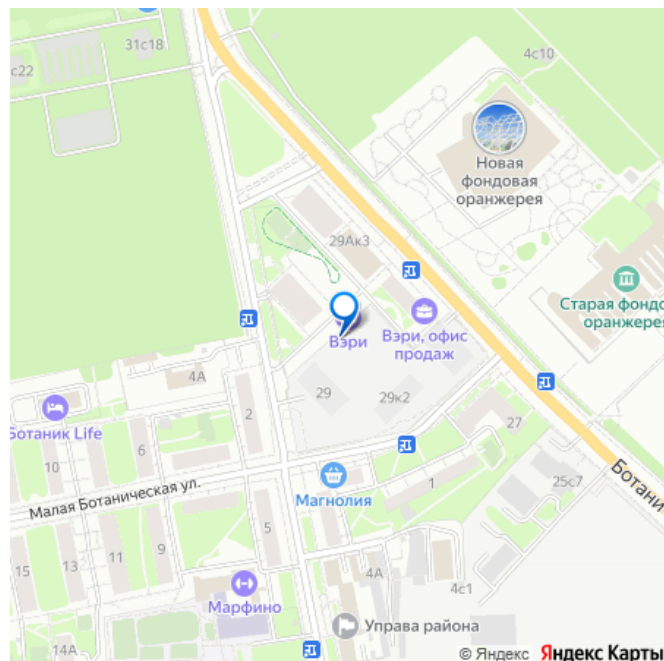 31с18
с22
4с10
Новая
фондовая
оранжерея
29Ак3
Старая фондо
оранжерея
Вэри
Вэри, офис
продаж
4А
29
29к2
2
Ботаник Life
6
10
27
25с7
Ботани
Малая Ботаническая ул.
Магнолия
1
5
9
11
13
15
4А
4с1
Марфино
Управа района
14А
© Яндекс Яндекс Карты